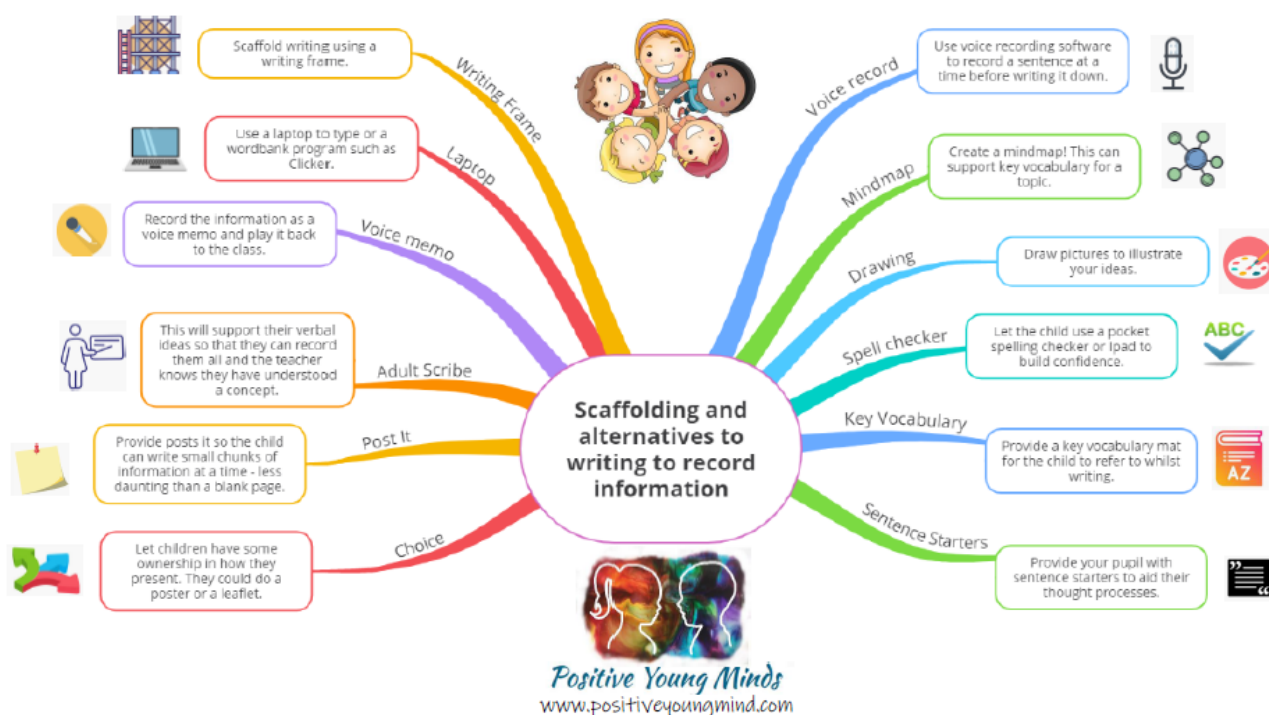 Scaffold writing using a
writing frame.
Writing Frame
Use a laptop to type or a
wordbank program such as
Clicker.
Laptop
Record the information as a
voice memo and play it back
to the class.
Voice memo
This will support their verbal
ideas so that they can record
them all and the teacher
knows they have understood
a concept.
Adult Scribe
Provide posts it so the child
can write small chunks of
information at a time - less
daunting than a blank page.
Post It
Let children have some
ownership in how they
present. They could do a
poster or a leaflet.
Choice
Scaffolding and
alternatives to
writing to record
information
Voice record
Use voice recording software
to record a sentence at a
time before writing it down.
Mindmap
Create a mindmap! This can
support key vocabulary for a
topic.
Drawing
Draw pictures to illustrate
your ideas.
Spell checker
Let the child use a pocket
spelling checker or Ipad to
build confidence.
ABC
Key Vocabulary
Provide a key vocabulary mat
for the child to refer to whilst
writing.
AZ
Sentence Starters
Provide your pupil with
sentence starters to aid their
thought processes.
Positive Young Minds
www.positiveyoungmind.com